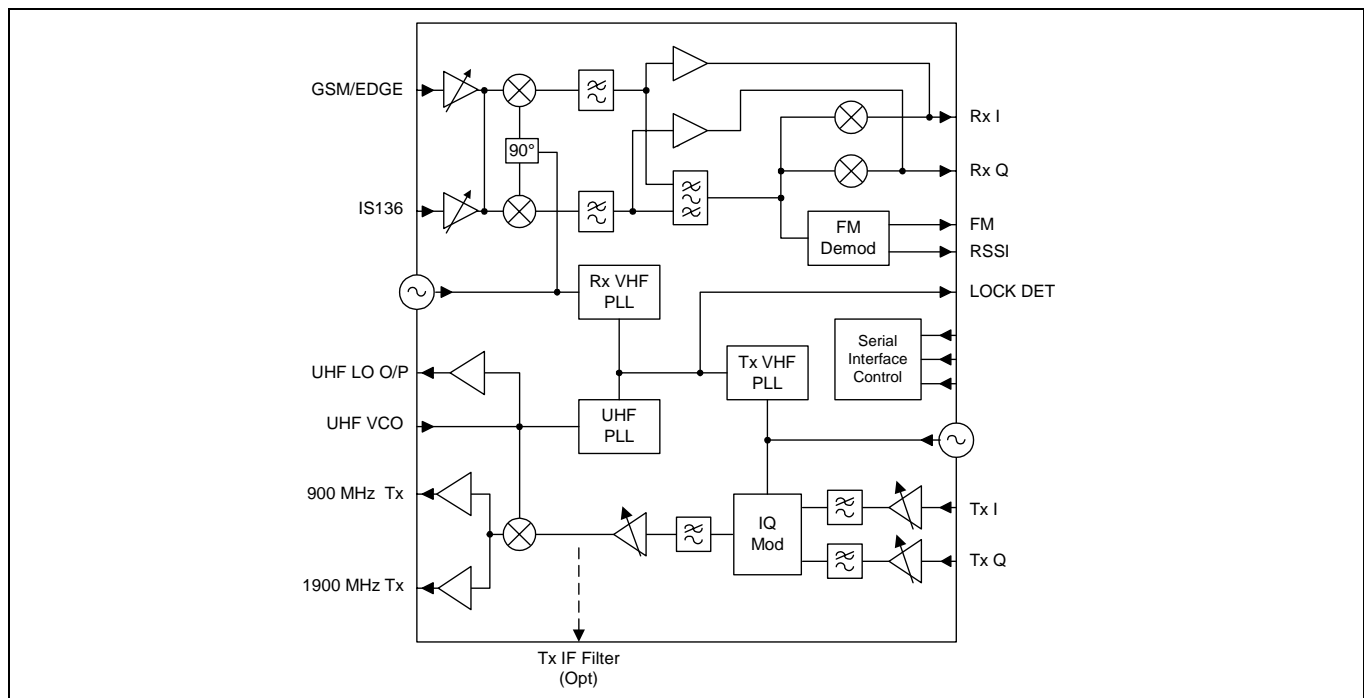 GSM/EDGE
IS136
90°
Rx I
Rx Q
FM
Demod
FM
RSSI
Rx VHF
PLL
LOCK DET
Serial
Interface
Control
Tx VHF
PLL
UHF LO O/P
UHF VCO
UHF
PLL
900 MHz Tx
1900 MHz Tx
IQ
Mod
Tx I
Tx Q
Tx IF Filter
(Opt)